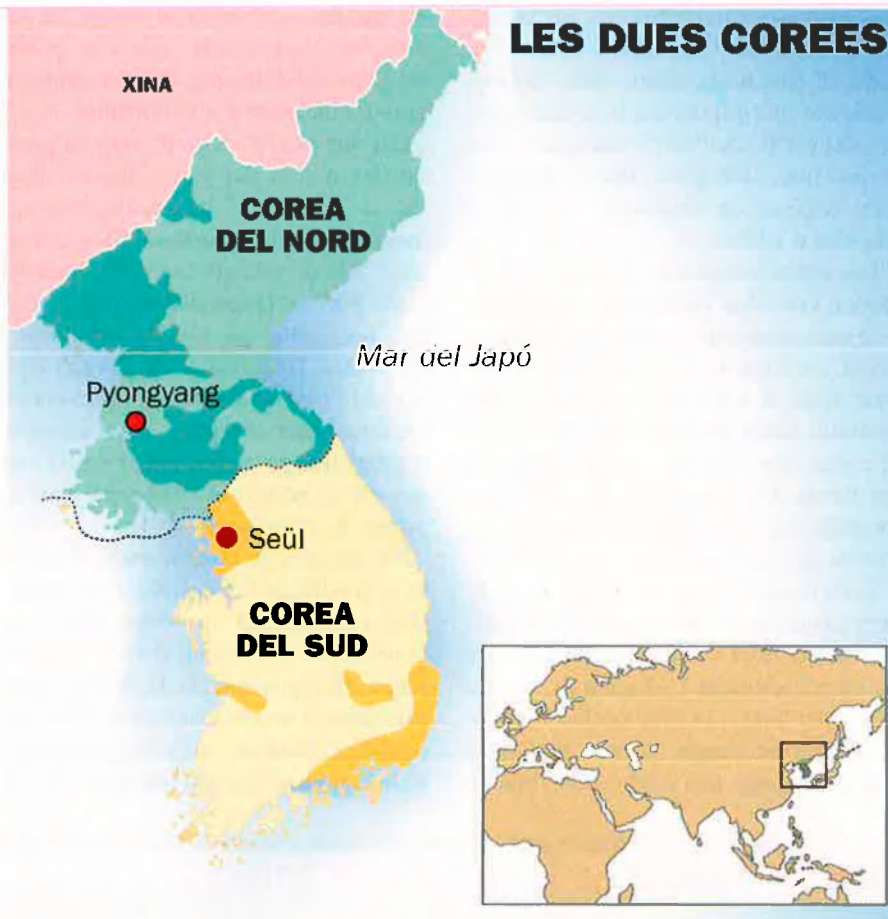 LES DUES COREES
XINA
COREA
DEL NORD
Mar del Japó
Pyongyang
Seül
COREA
DEL SUD